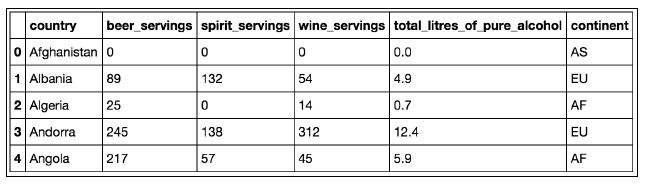 country beer_servings spirit_servings wine_servings total_litres_of_pure_alcohol continent
0 Afghanistan 0 0 0 0.0 AS
1 Albania 89 132 54 4.9 EU
2 Algeria 25 0 14 0.7 AF
3 Andorra 245 138 312 12.4 EU
4 Angola 217 57 45 5.9 AF